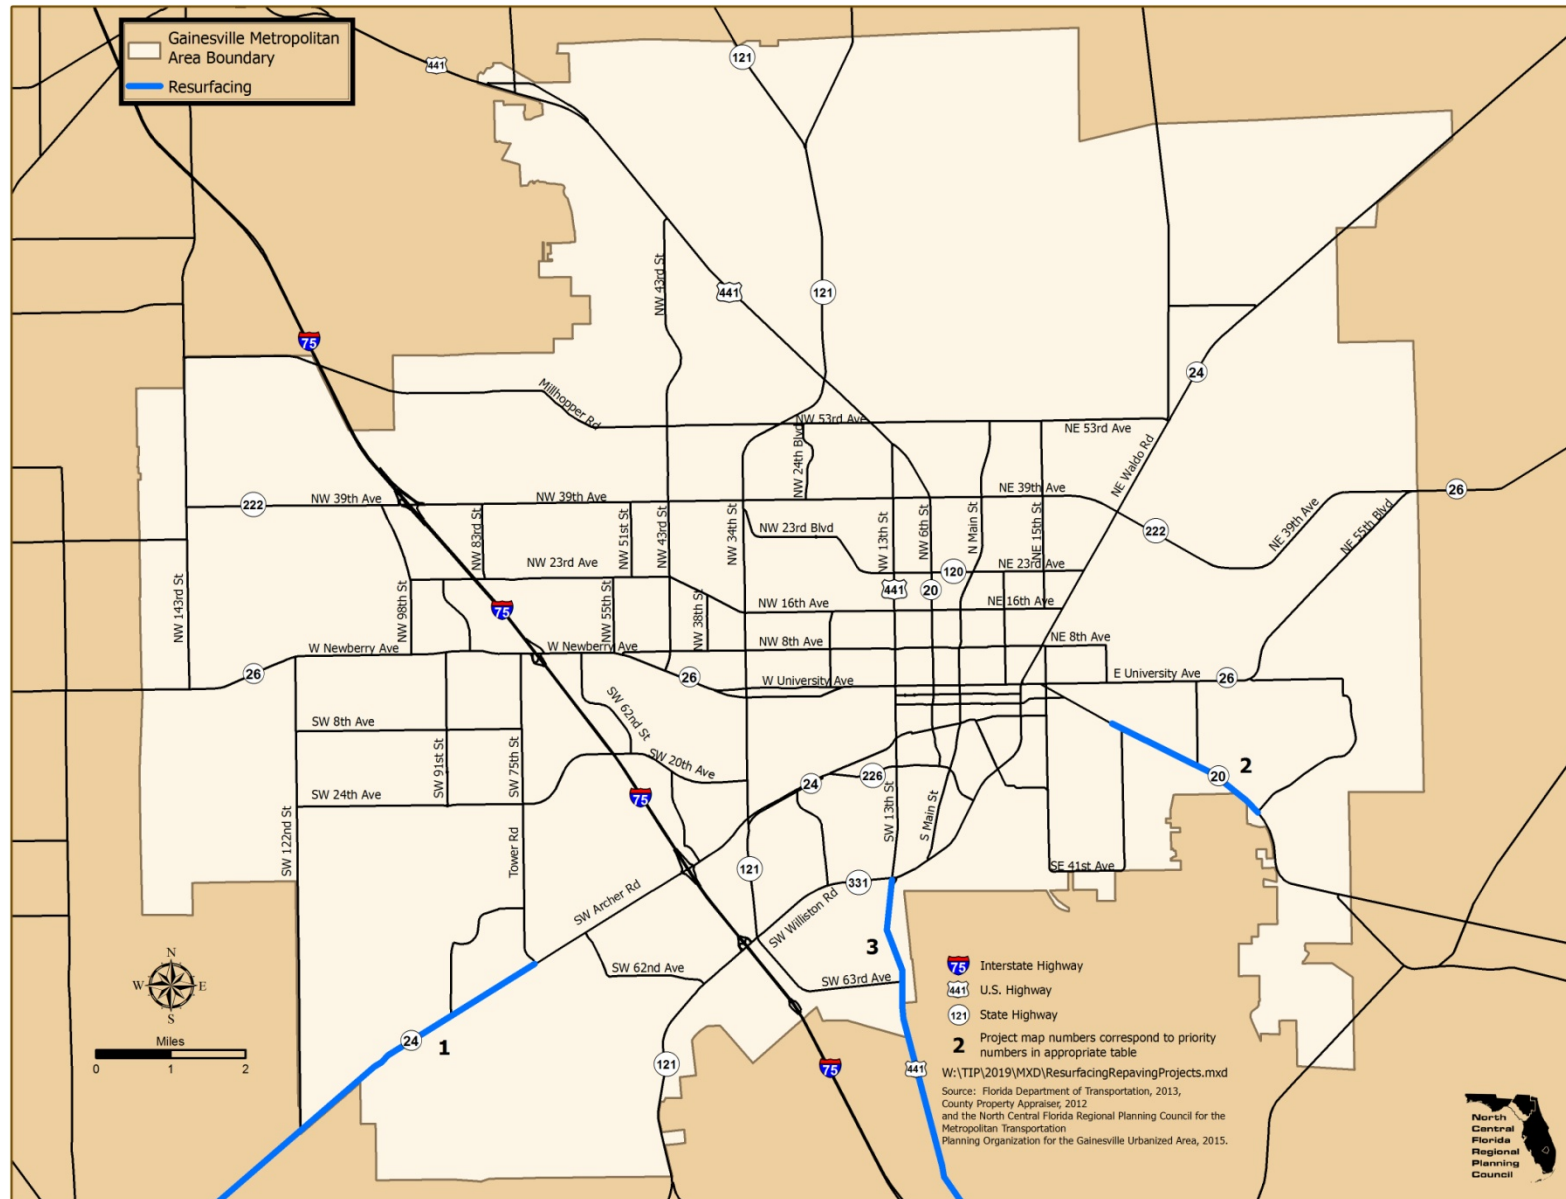 Gainesville Metropolitan
Area Boundary
Resurfacing
441
121
441
121
75
NW 43rd St
24
Millhopper Rd
NW 53rd Ave
NE 53rd Ave
NW 24th Blvd
NE Waldo Rd
222
NW 39th Ave
NW 39th Ave
NE 39th Ave
26
NW 83rd St
NW 51st St
NW 43rd St
NW 34th St
NW 23rd Blvd
NW 13th St
NW 6th St
N Main St
NE 15th St
222
NE 39th Ave
NE 55th Blvd
NW 23rd Ave
120
NE 23rd Ave
NW 143rd St
NW 98th St
75
NW 55th St
NW 38th St
NW 16th Ave
441
20
NE 16th Ave
W Newberry Ave
W Newberry Ave
NW 8th Ave
NE 8th Ave
26
26
W University Ave
E University Ave
26
SW 8th Ave
SW 62nd St
SW 91st St
SW 75th St
SW 20th Ave
24
226
20
2
SW 24th Ave
75
SW 13th St
S Main St
SW 122nd St
Tower Rd
121
331
SE 41st Ave
SW Archer Rd
SW Williston Rd
3
SW 62nd Ave
SW 63rd Ave
N
W
E
S
Miles
0
1
2
24
1
121
75
441
75
Interstate Highway
441
U.S. Highway
121
State Highway
2
Project map numbers correspond to priority
numbers in appropriate table
W:\TIP\2019\MXD\ResurfacingRepavingProjects.mxd
Source: Florida Department of Transportation, 2013,
County Property Appraiser, 2012
and the North Central Florida Regional Planning Council for the
Metropolitan Transportation
Planning Organization for the Gainesville Urbanized Area, 2015.
North
Central
Florida
Regional
Planning
Council